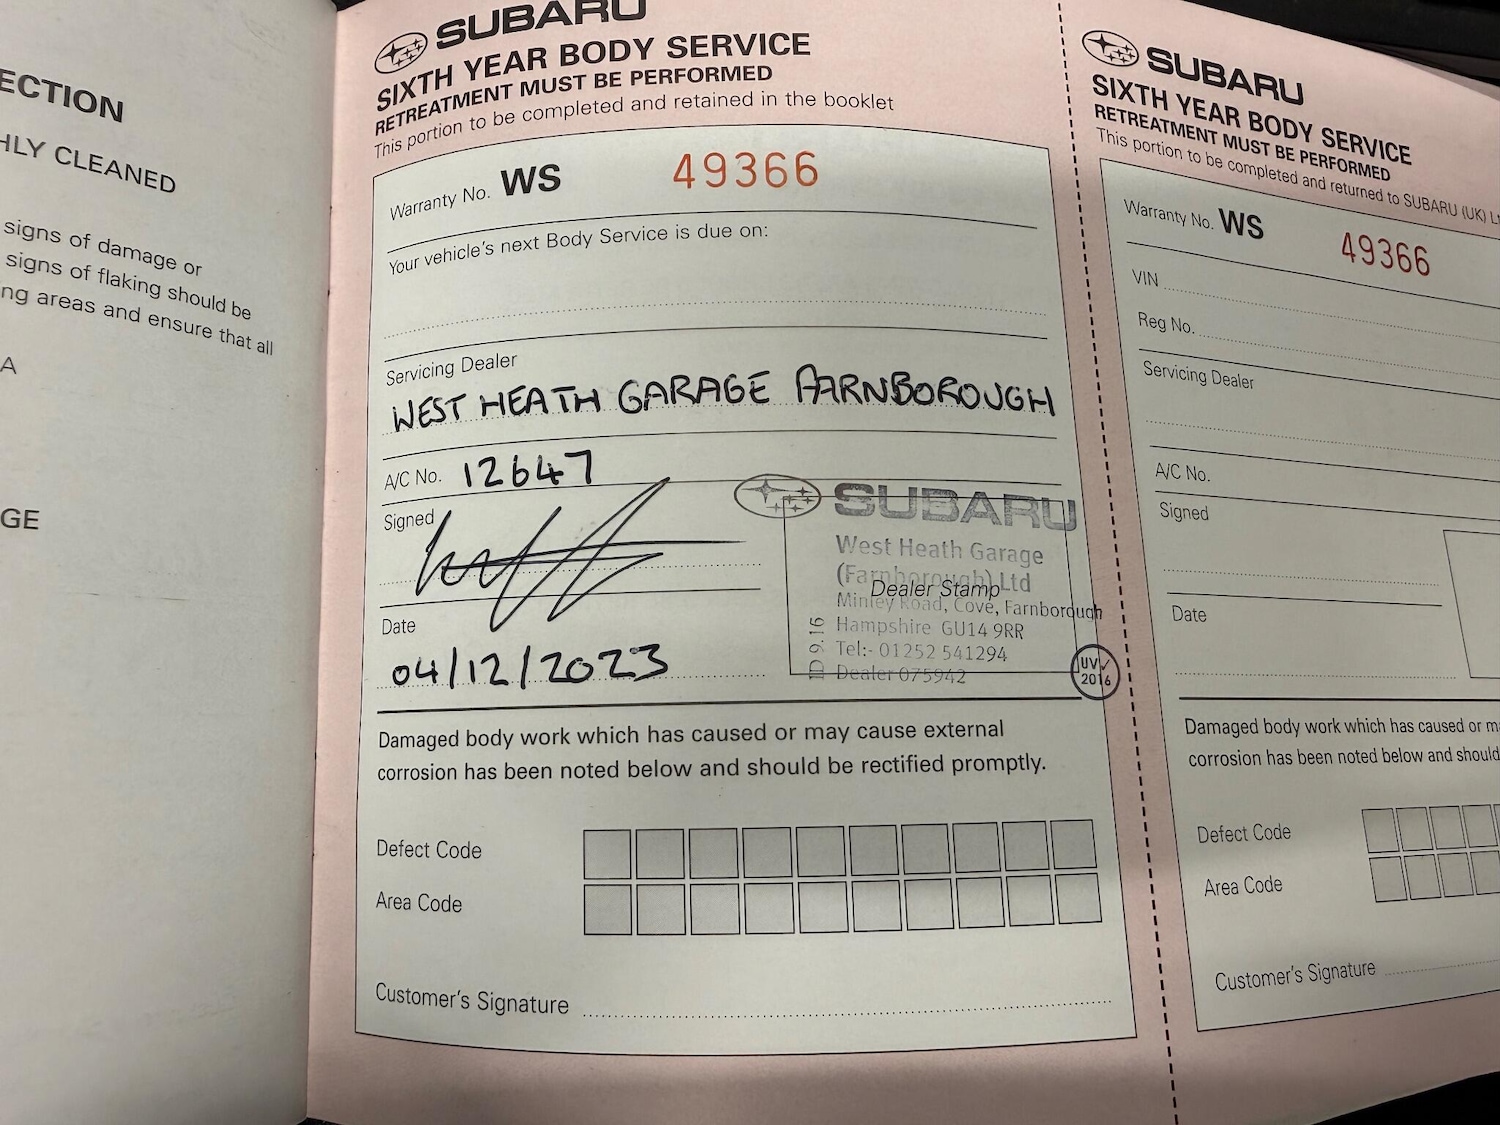 ECTION
HLY CLEANED
signs of damage or
signs of flaking should be
ng areas and ensure that all
A
GE
SUBARU
SIXTH YEAR BODY SERVICE
RETREATMENT MUST BE PERFORMED
This portion to be completed and retained in the booklet
Warranty No. WS 49366
Your vehicle's next Body Service is due on:
Servicing Dealer
WEST HEATH GARAGE FARNBOROUGH
A/C No. 12647
Signed
Date
04/12/2023
SUBARU
West Heath Garage
(Farnborough) Ltd
Dealer Stamp
Minley Road, Cove, Farnborough
Hampshire GU14 9RR
Tel:- 01252 541294
Dealer 075942
ID 9.16
UV
2016
Damaged body work which has caused or may cause external
corrosion has been noted below and should be rectified promptly.
Defect Code
Area Code
Customer's Signature
SUBARU
SIXTH YEAR BODY SERVICE
RETREATMENT MUST BE PERFORMED
This portion to be completed and returned to SUBARU (UK) Lt
Warranty No. WS 49366
VIN
Reg No.
Servicing Dealer
A/C No.
Signed
Date
Damaged body work which has caused or m
corrosion has been noted below and should
Defect Code
Area Code
Customer's Signature